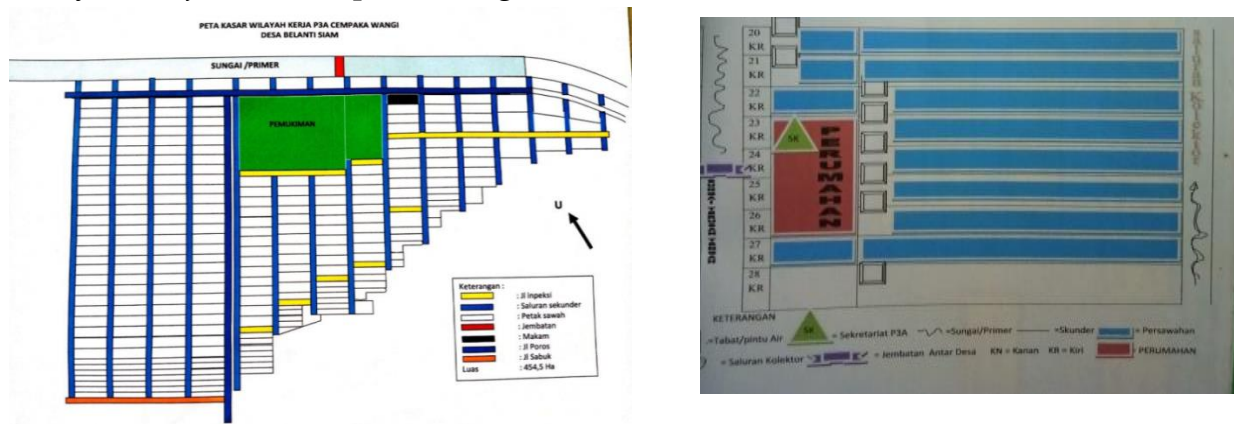 PETA KASAR WILAYAH KERJA P3A CEMPAKA WANGI
DESA BELANTI SIAM
SUNGAI /PRIMER
PEMUKIMAN
U
Keterangan :
: Jl Inpeksi
: Saluran sekunder
: Petak sawah
: Jembatan
: Makam
: Jl Poros
: Jl Sabuk
Luas : 454,5 Ha
20
KR
21
KR
22
KR
23
KR
24
KR
25
KR
26
KR
27
KR
28
KR
SK
PERUMAHAN
KETERANGAN
=Tabat/pintu Air
SK
= Sekretariat P3A
=Sungai/Primer
=Skunder
= Persawahan
= Saluran Kolektor
= Jembatan Antar Desa
KN = Kanan
KR = Kiri
= PERUMAHAN